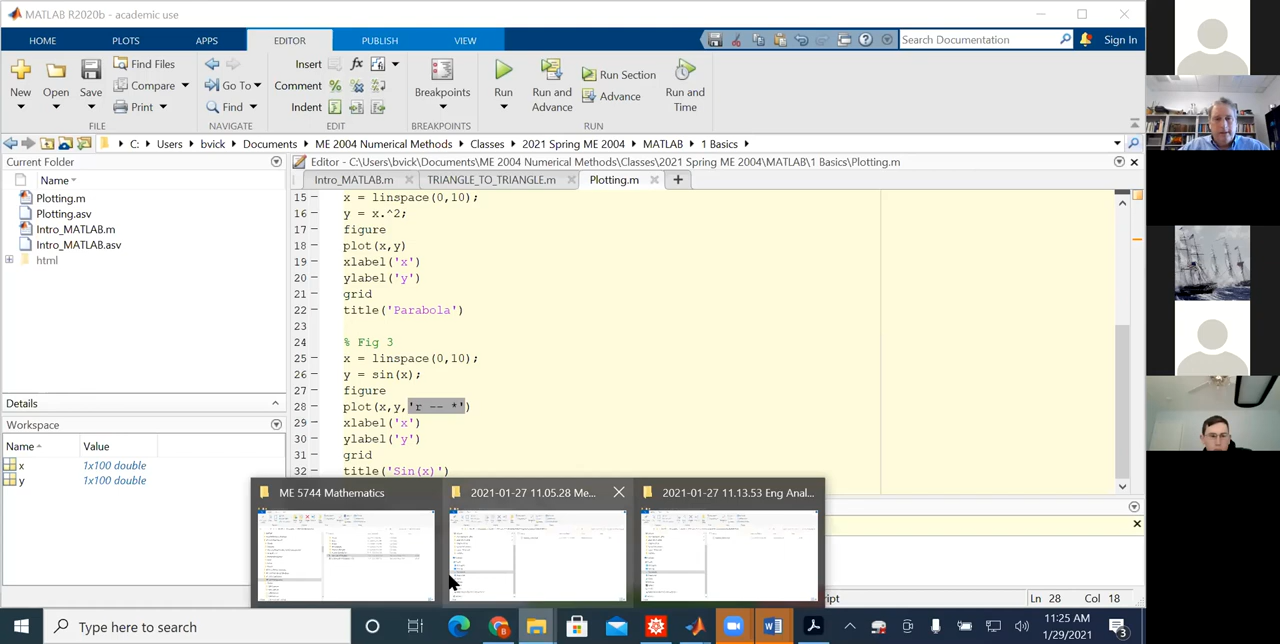 MATLAB R2020b - academic use
HOME PLOTS APPS EDITOR PUBLISH VIEW Search Documentation Sign In
New Open Save Find Files Compare Print
FILE
Go To Find
NAVIGATE
Insert fx
Comment %
Indent
EDIT
Breakpoints
BREAKPOINTS
Run Run and Advance Run Section Advance Run and Time
RUN
C: Users bvick Documents ME 2004 Numerical Methods Classes 2021 Spring ME 2004 MATLAB 1 Basics
Current Folder
Name
Plotting.m
Plotting.asv
Intro_MATLAB.m
Intro_MATLAB.asv
html
Details
Workspace
Name Value
x 1x100 double
y 1x100 double
Editor - C:\Users\bvick\Documents\ME 2004 Numerical Methods\Classes\2021 Spring ME 2004\MATLAB\1 Basics\Plotting.m
Intro_MATLAB.m TRIANGLE_TO_TRIANGLE.m Plotting.m
15 x = linspace(0,10);
16 y = x.^2;
17 figure
18 plot(x,y)
19 xlabel('x')
20 ylabel('y')
21 grid
22 title('Parabola')
23
24 % Fig 3
25 x = linspace(0,10);
26 y = sin(x);
27 figure
28 plot(x,y,'r -- *')
29 xlabel('x')
30 ylabel('y')
31 grid
32 title('Sin(x)')
ME 5744 Mathematics
2021-01-27 11.05.28 Me...
2021-01-27 11.13.53 Eng Anal...
Ln 28 Col 18
Type here to search
11:25 AM
1/29/2021